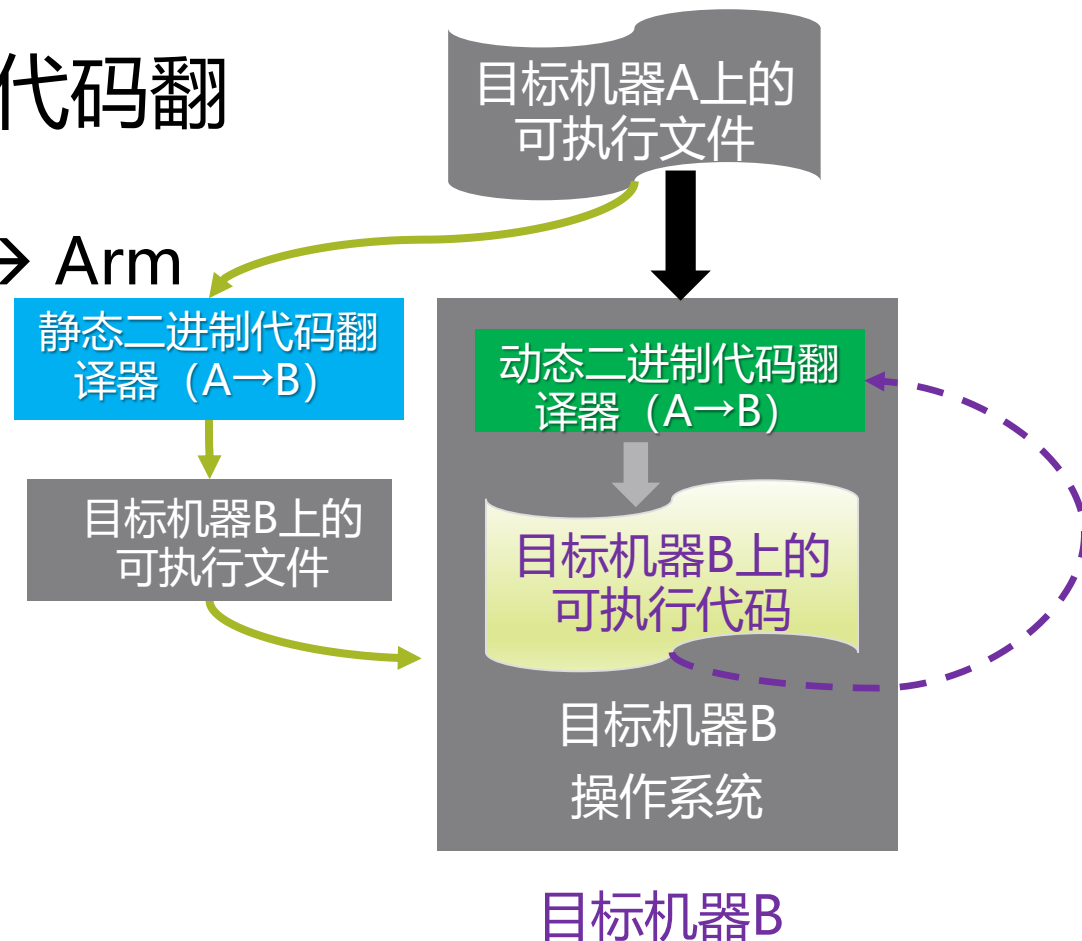 代码翻
→ Arm
目标机器A上的
可执行文件
静态二进制代码翻
译器（A→B）
动态二进制代码翻
译器（A→B）
目标机器B上的
可执行文件
目标机器B上的
可执行代码
目标机器B
操作系统
目标机器B